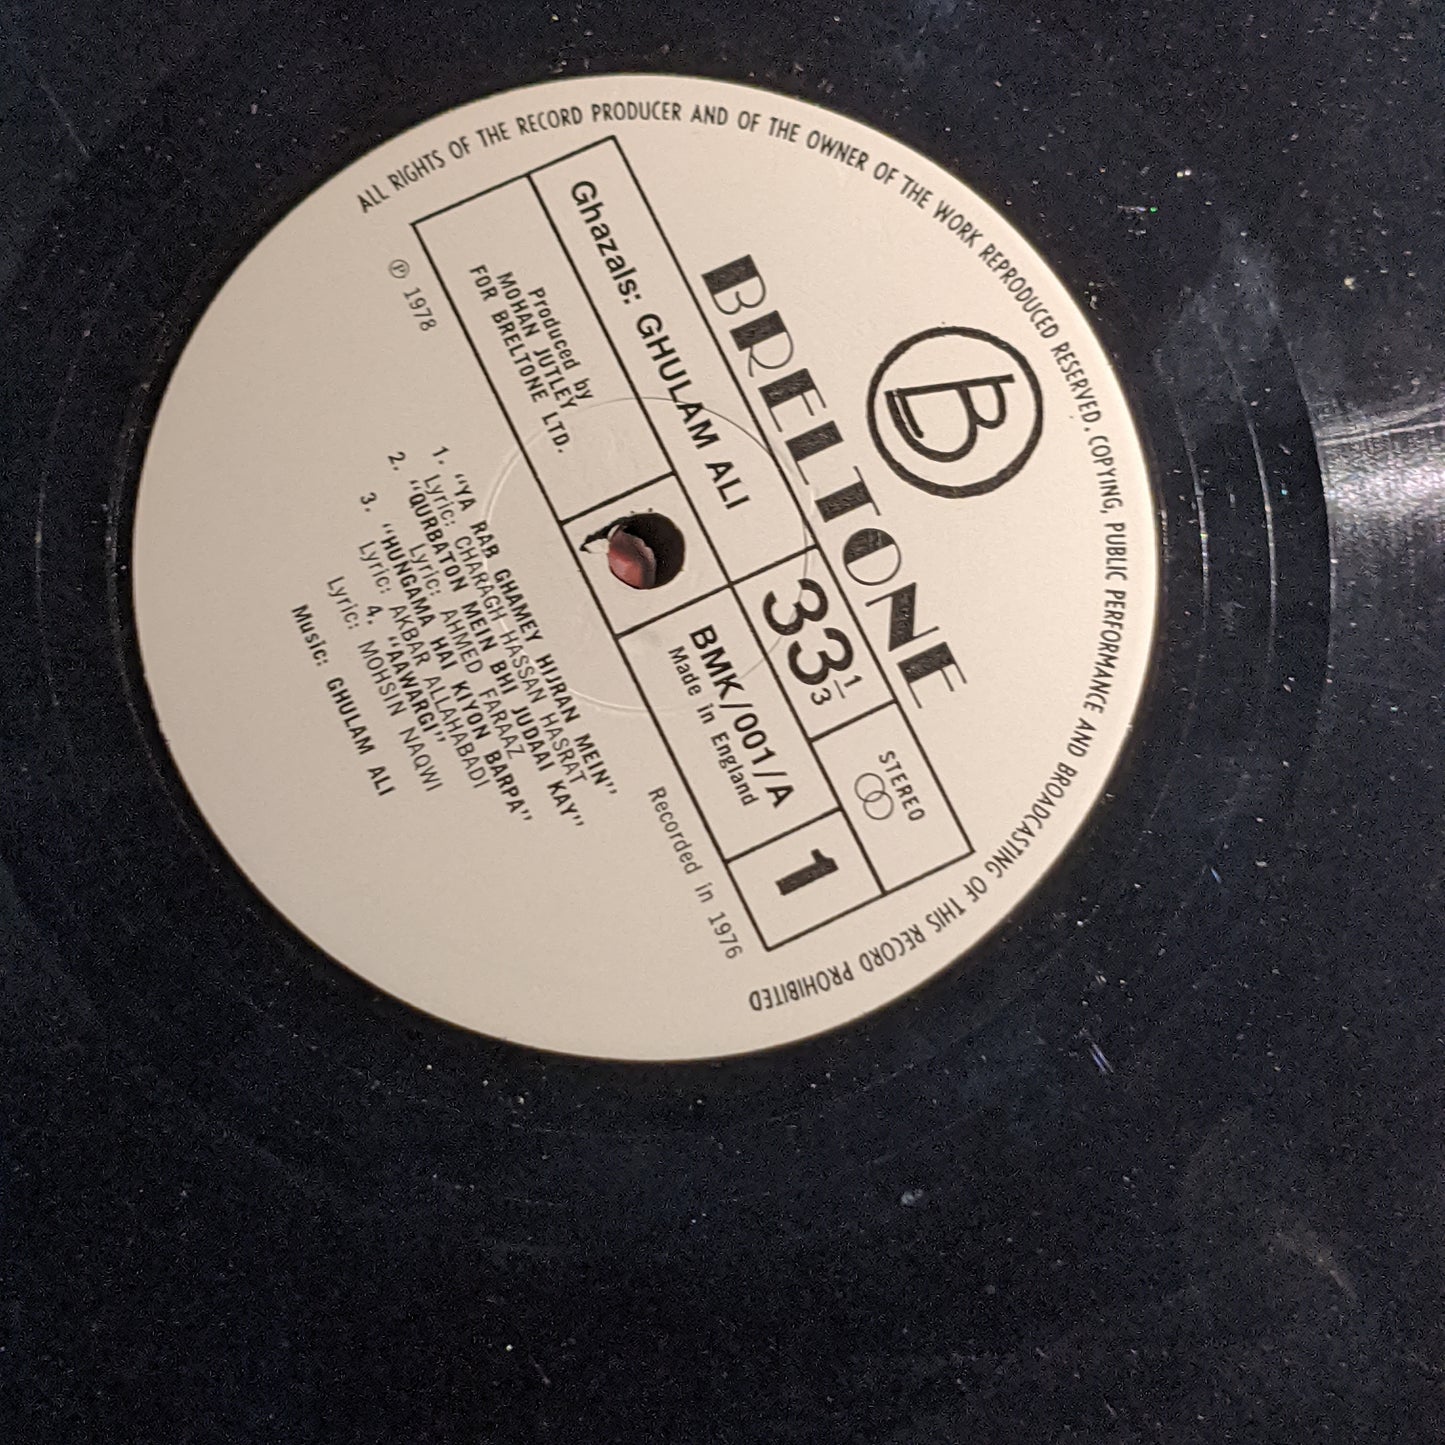 ALL RIGHTS OF THE RECORD PRODUCER AND OF THE OWNER OF THE WORK REPRODUCED RESERVED. COPYING, PUBLIC PERFORMANCE AND BROADCASTING OF THIS RECORD PROHIBITED
B
BRELTONE
Ghazals: GHULAM ALI
33 1/3
STEREO
Produced by
MOHAN JUTLEY
FOR BRELTONE LTD.
BMK/001/A
Made in England
1
℗ 1978
Recorded in 1976
1. "YA RAB GHAMEY HIJRAN MEIN"
Lyric: CHARAGH HASSAN HASRAT
2. "QURBATON MEIN BHI JUDAAI KAY"
Lyric: AHMED FARAAZ
3. "HUNGAMA HAI KIYON BARPA"
Lyric: AKBAR ALLAHABADI
4. "AAWARGI"
Lyric: MOHSIN NAQWI
Music: GHULAM ALI